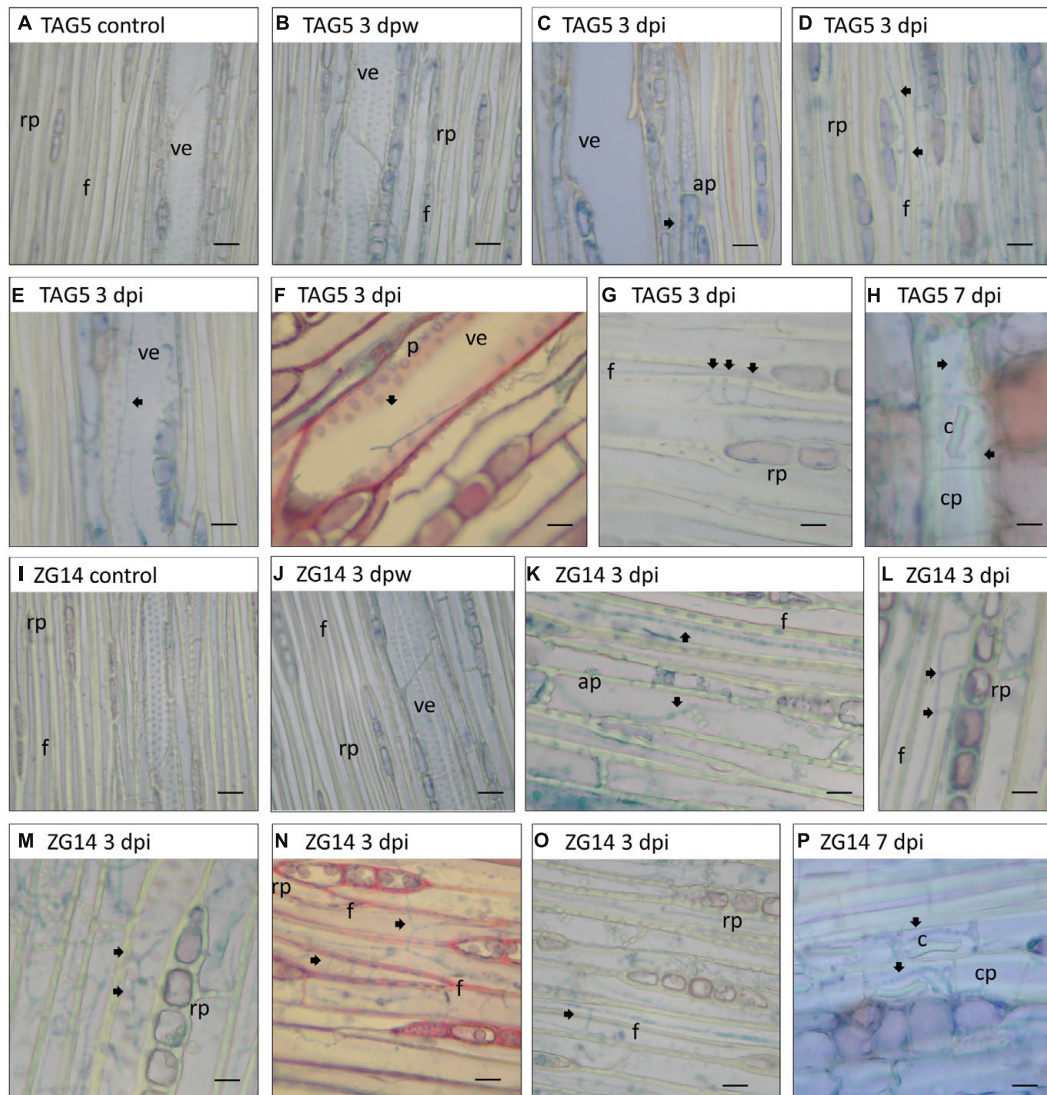 A TAG5 control
B TAG5 3 dpw
C TAG5 3 dpi
D TAG5 3 dpi
rp
ve
f
ve
rp
f
ve
ap
rp
f
E TAG5 3 dpi
F TAG5 3 dpi
G TAG5 3 dpi
H TAG5 7 dpi
ve
p
ve
f
rp
c
cp
I ZG14 control
J ZG14 3 dpw
K ZG14 3 dpi
L ZG14 3 dpi
rp
f
f
ve
rp
f
ap
rp
f
M ZG14 3 dpi
N ZG14 3 dpi
O ZG14 3 dpi
P ZG14 7 dpi
rp
rp
f
f
rp
f
c
cp